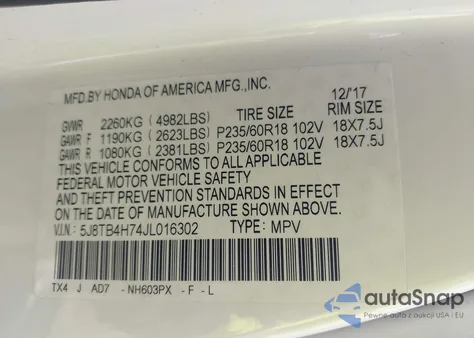 MFD.BY HONDA OF AMERICA MFG.,INC.
12/17
TIRE SIZE RIM SIZE
GVWR 2260KG (4982LBS)
GAWR F 1190KG (2623LBS) P235/60R18 102V 18X7.5J
GAWR R 1080KG (2381LBS) P235/60R18 102V 18X7.5J
THIS VEHICLE CONFORMS TO ALL APPLICABLE
FEDERAL MOTOR VEHICLE SAFETY
AND THEFT PREVENTION STANDARDS IN EFFECT
ON THE DATE OF MANUFACTURE SHOWN ABOVE.
V.I.N.: 5J8TB4H74JL016302 TYPE: MPV
TX4 J AD7 -NH603PX -F -L
autoSnap
Pewne auta z aukcji USA i EU